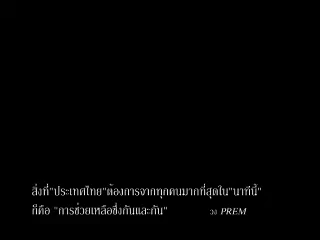 สิ่งที่"ประเทศไทย"ต้องการจากทุกคนมากที่สุดใน"นาทีนี้"
ก็คือ "การช่วยเหลือซึ่งกันและกัน" วง PREM